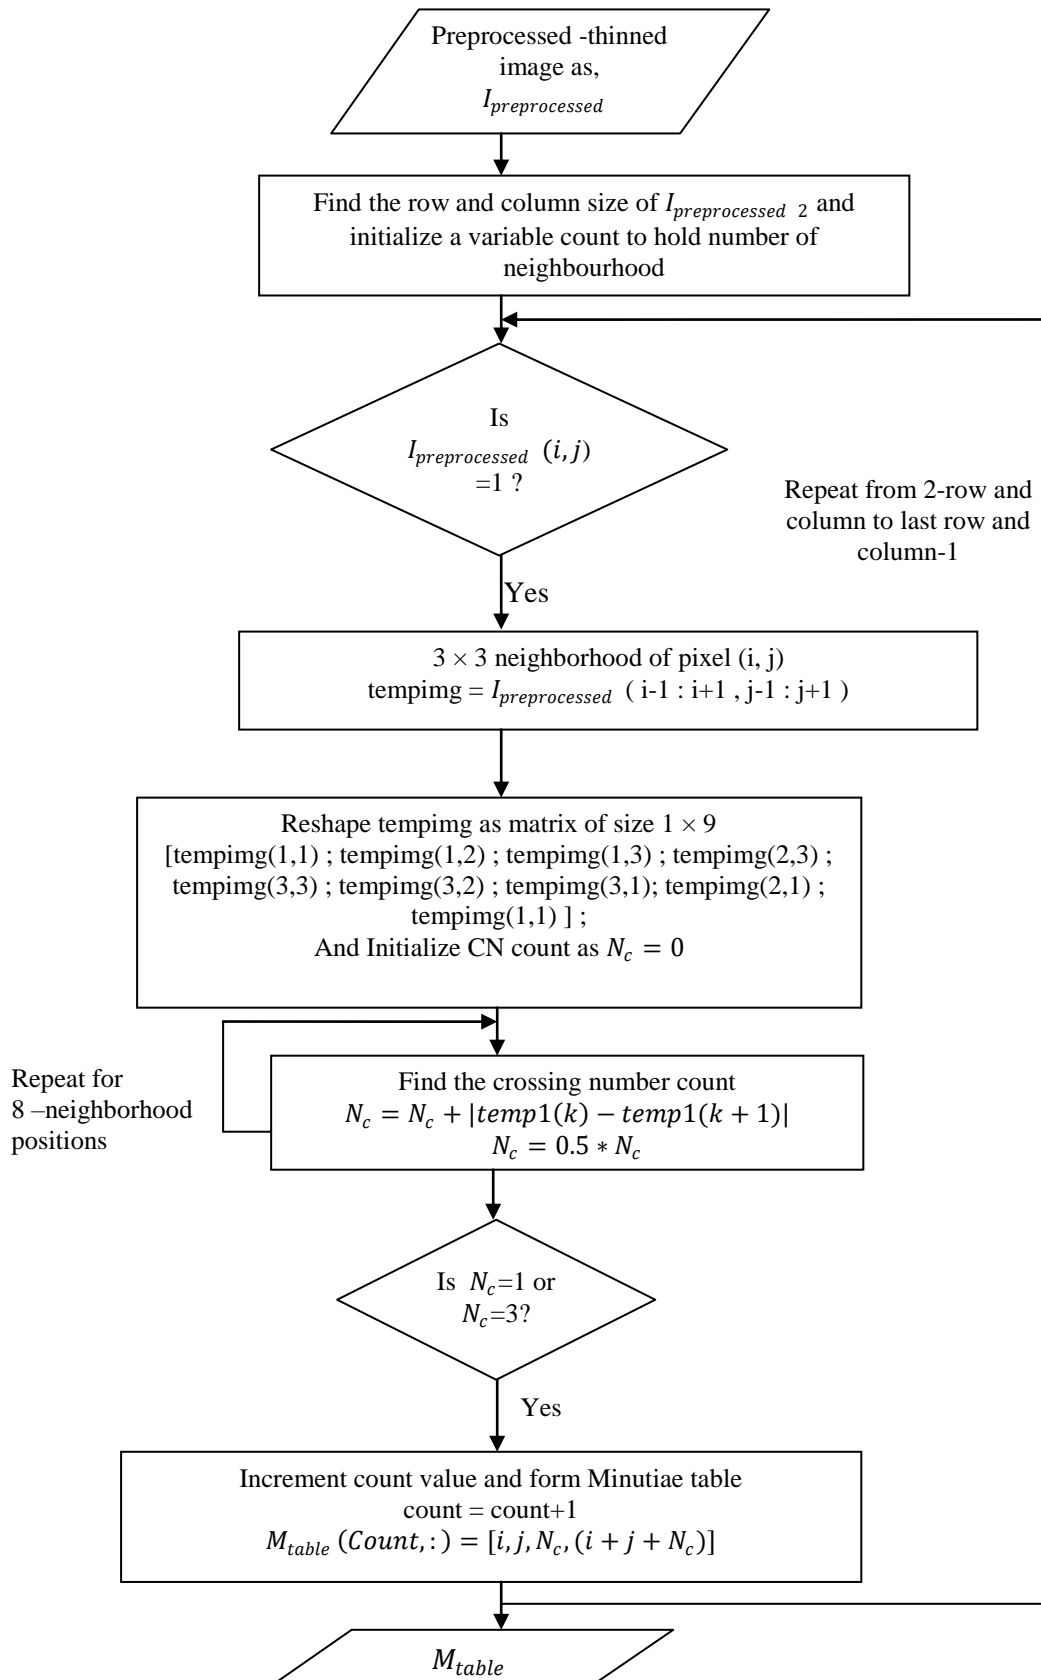 Preprocessed -thinned
image as,
I_preprocessed
Find the row and column size of I_preprocessed 2 and
initialize a variable count to hold number of
neighbourhood
Is
I_preprocessed (i, j)
=1 ?
Repeat from 2-row and
column to last row and
column-1
Yes
3 × 3 neighborhood of pixel (i, j)
tempimg = I_preprocessed ( i-1 : i+1 , j-1 : j+1 )
Reshape tempimg as matrix of size 1 × 9
[tempimg(1,1) ; tempimg(1,2) ; tempimg(1,3) ; tempimg(2,3) ;
tempimg(3,3) ; tempimg(3,2) ; tempimg(3,1); tempimg(2,1) ;
tempimg(1,1) ] ;
And Initialize CN count as N_c = 0
Repeat for
8 –neighborhood
positions
Find the crossing number count
N_c = N_c + |temp1(k) − temp1(k + 1)|
N_c = 0.5 * N_c
Is N_c=1 or
N_c=3?
Yes
Increment count value and form Minutiae table
count = count+1
M_table (Count, : ) = [i, j, N_c, (i + j + N_c)]
M_table